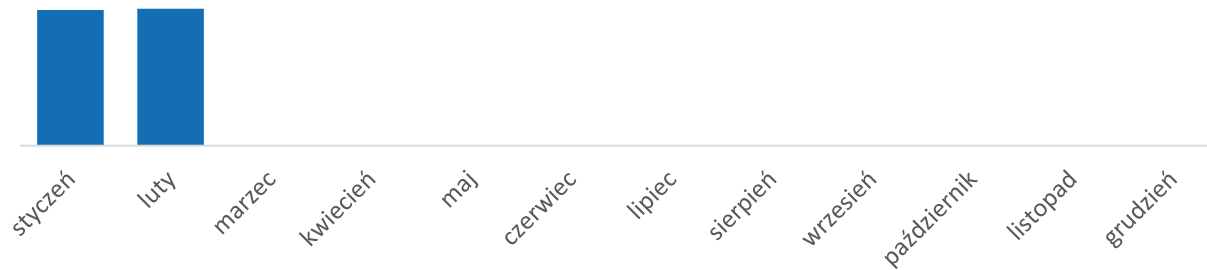 styczeń
luty
marzec
kwiecień
maj
czerwiec
lipiec
sierpień
wrzesień
październik
listopad
grudzień